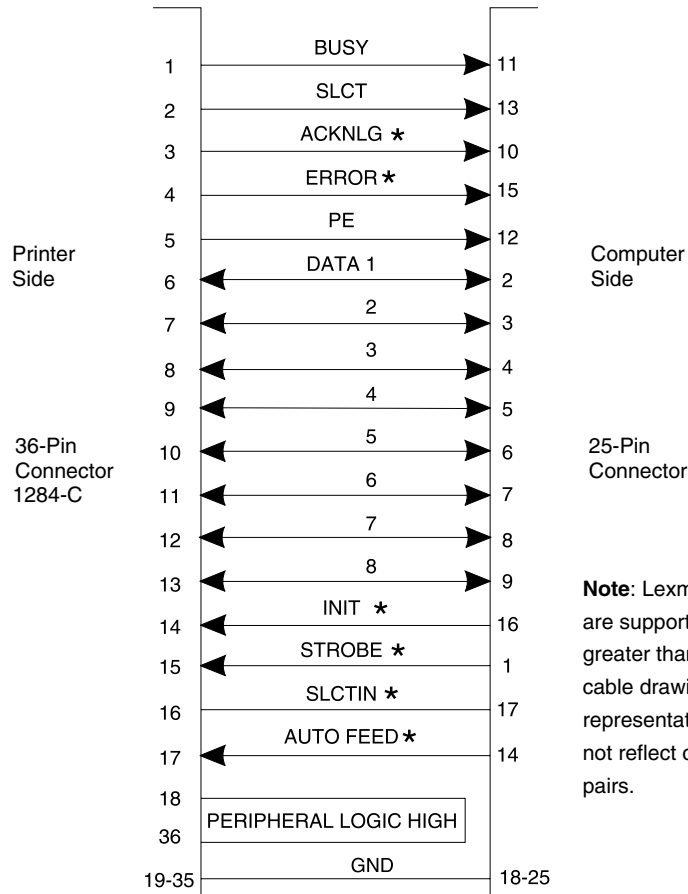 BUSY
1 11
SLCT
2 13
ACKNLG *
3 10
ERROR *
4 15
PE
5 12
Printer
Side
Computer
Side
DATA 1
6 2
2
7 3
3
8 4
4
9 5
36-Pin
Connector
1284-C
25-Pin
Connector
5
10 6
6
11 7
7
12 8
8
13 9
INIT *
14 16
STROBE *
15 1
SLCTIN *
16 17
AUTO FEED *
17 14
Note: Lexm
are support
greater than
cable drawi
representat
not reflect
pairs.
18
PERIPHERAL LOGIC HIGH
36
GND
19-35 18-25